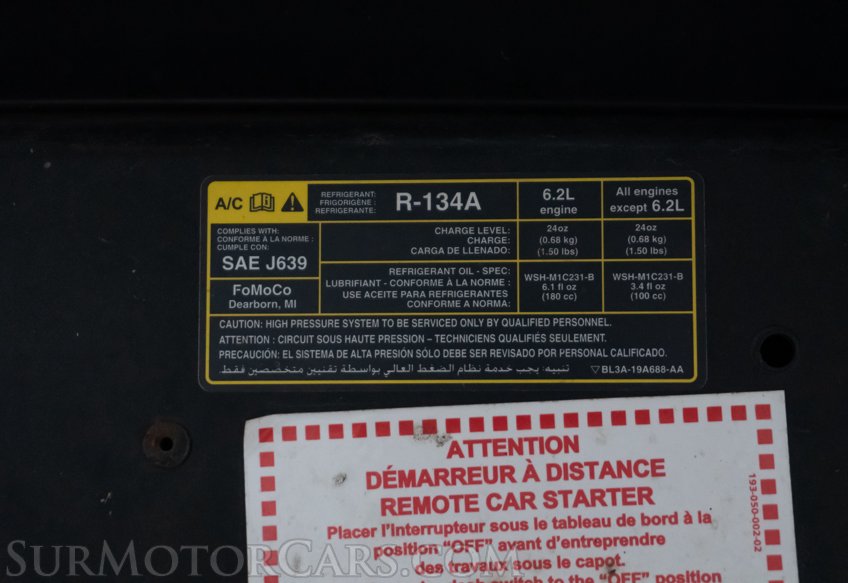 A/C
REFRIGERANT:
FRIGORIGÈNE :
REFRIGERANTE:
R-134A
6.2L
engine
All engines
except 6.2L
COMPLIES WITH:
CONFORME À LA NORME :
CUMPLE CON:
SAE J639
CHARGE LEVEL:
CHARGE:
CARGA DE LLENADO:
24oz
(0.68 kg)
(1.50 lbs)
24oz
(0.68 kg)
(1.50 lbs)
FoMoCo
Dearborn, MI
REFRIGERANT OIL - SPEC:
LUBRIFIANT - CONFORME À LA NORME :
USE ACEITE PARA REFRIGERANTES
CONFORME A NORMA:
WSH-M1C231-B
6.1 fl oz
(180 cc)
WSH-M1C231-B
3.4 fl oz
(100 cc)
CAUTION: HIGH PRESSURE SYSTEM TO BE SERVICED ONLY BY QUALIFIED PERSONNEL.
ATTENTION : CIRCUIT SOUS HAUTE PRESSION – TECHNICIENS QUALIFIÉS SEULEMENT.
PRECAUCIÓN: EL SISTEMA DE ALTA PRESIÓN SÓLO DEBE SER REVISADO POR PERSONAL CALIFICADO.
تنبيه: يجب خدمة نظام الضغط العالي بواسطة تقنيين متخصصين فقط.
BL3A-19A688-AA
ATTENTION
DÉMARREUR À DISTANCE
REMOTE CAR STARTER
Placer l'interrupteur sous le tableau de bord à la
position "OFF" avant d'entreprendre
des travaux sous le capot.
switch to the "OFF" position
193-050-002-02
SURMOTORCARS.COM